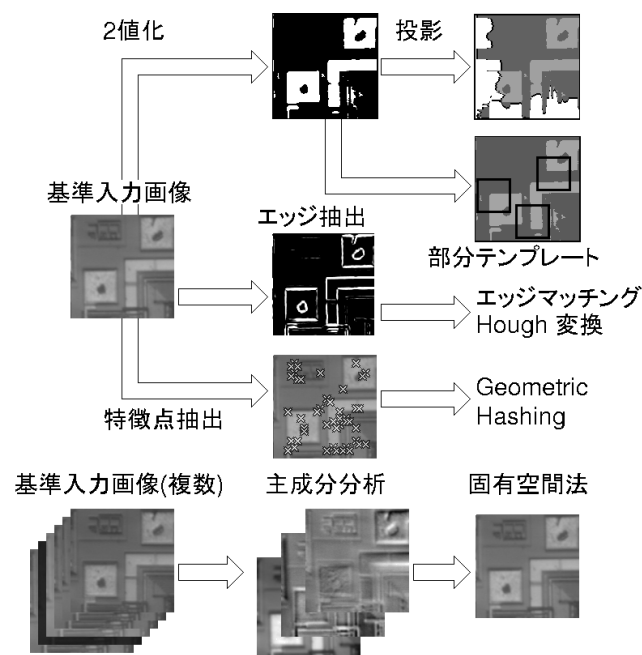 2値化
投影
基準入力画像
エッジ抽出
部分テンプレート
エッジマッチング
Hough 変換
特徴点抽出
Geometric
Hashing
基準入力画像(複数)
主成分分析
固有空間法